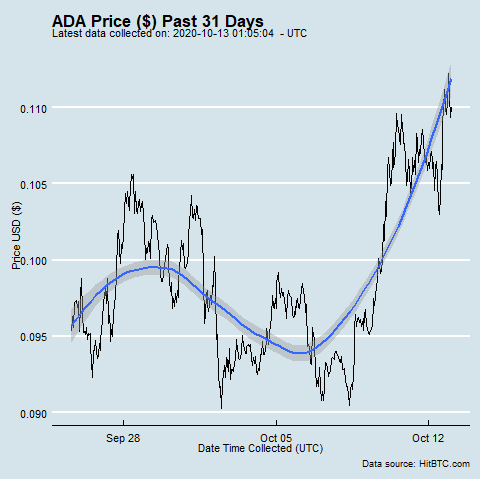 ADA Price ($) Past 31 Days
Latest data collected on: 2020-10-13 01:05:04 - UTC
Price USD ($)
0.110
0.105
0.100
0.095
0.090
Sep 28
Oct 05
Oct 12
Date Time Collected (UTC)
Data source: HitBTC.com